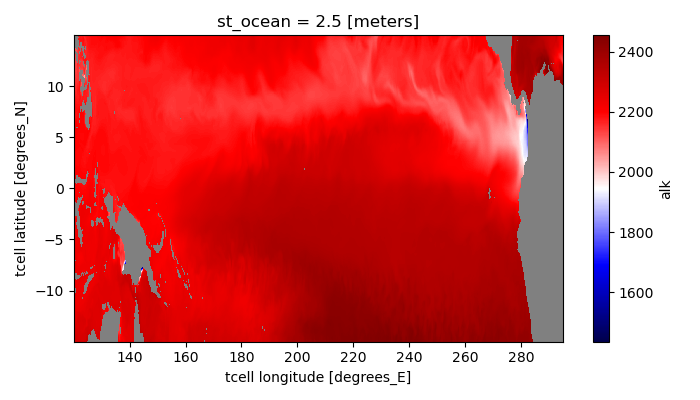 st_ocean = 2.5 [meters]
tcell latitude [degrees_N]
10
5
0
−5
−10
140 160 180 200 220 240 260 280
tcell longitude [degrees_E]
2400
2200
2000
1800
1600
alk